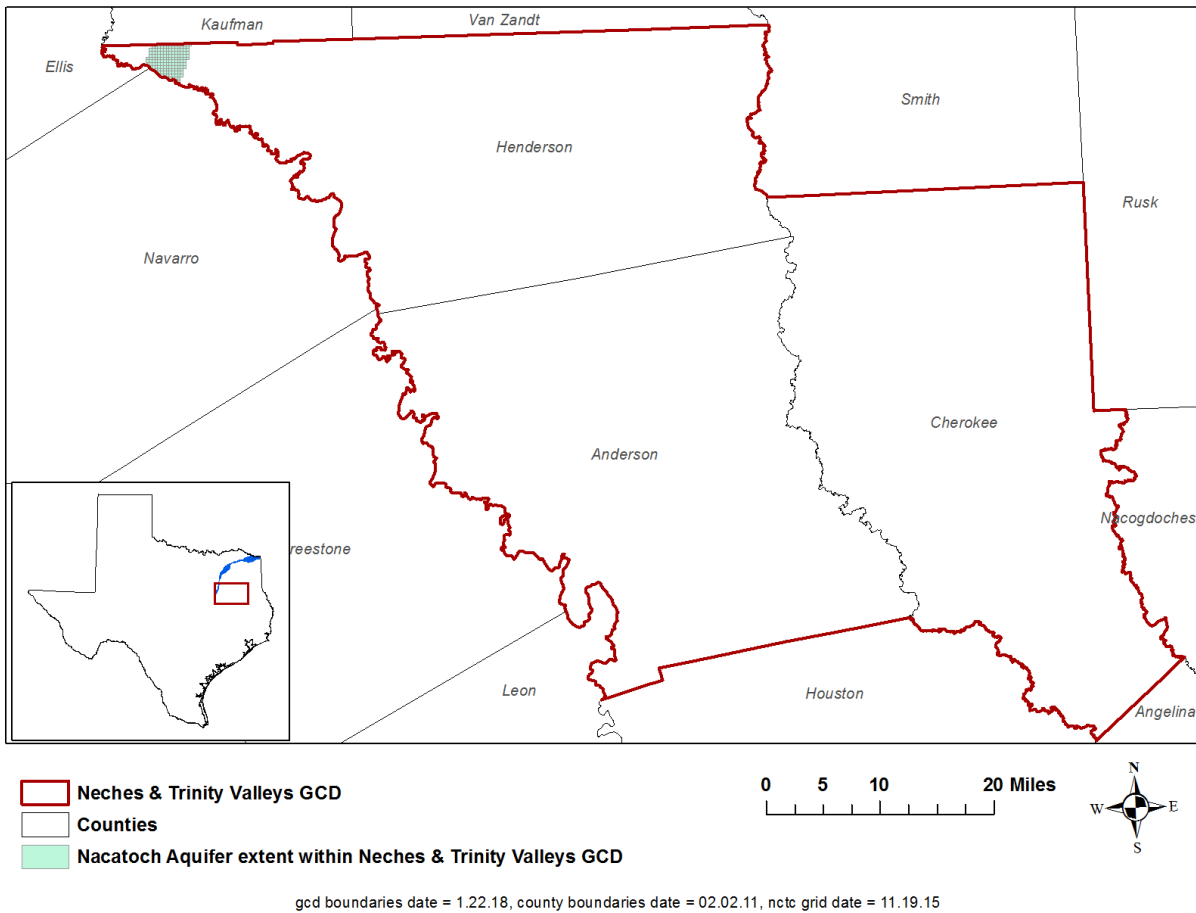 Kaufman
Van Zandt
Ellis
Smith
Henderson
Rusk
Navarro
Cherokee
Anderson
Nacogdoches
reestone
Leon
Houston
Angelina
Neches & Trinity Valleys GCD
Counties
Nacatoch Aquifer extent within Neches & Trinity Valleys GCD
0 5 10 20 Miles
N
W E
S
gcd boundaries date = 1.22.18, county boundaries date = 02.02.11, nctc grid date = 11.19.15